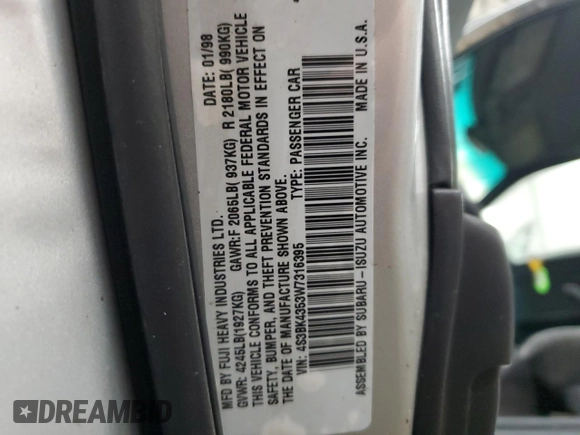 MFD BY FUJI HEAVY INDUSTRIES LTD. DATE: 01/98
GVWR: 4245LB(1927KG) GAWR:F 2065LB( 937KG) R 2180LB( 990KG)
THIS VEHICLE CONFORMS TO ALL APPLICABLE FEDERAL MOTOR VEHICLE
SAFETY, BUMPER, AND THEFT PREVENTION STANDARDS IN EFFECT ON
THE DATE OF MANUFACTURE SHOWN ABOVE.
VIN: 4S3BK4353W7316395 TYPE: PASSENGER CAR
ASSEMBLED BY SUBARU-ISUZU AUTOMOTIVE INC. MADE IN U.S.A.
DREAMBID